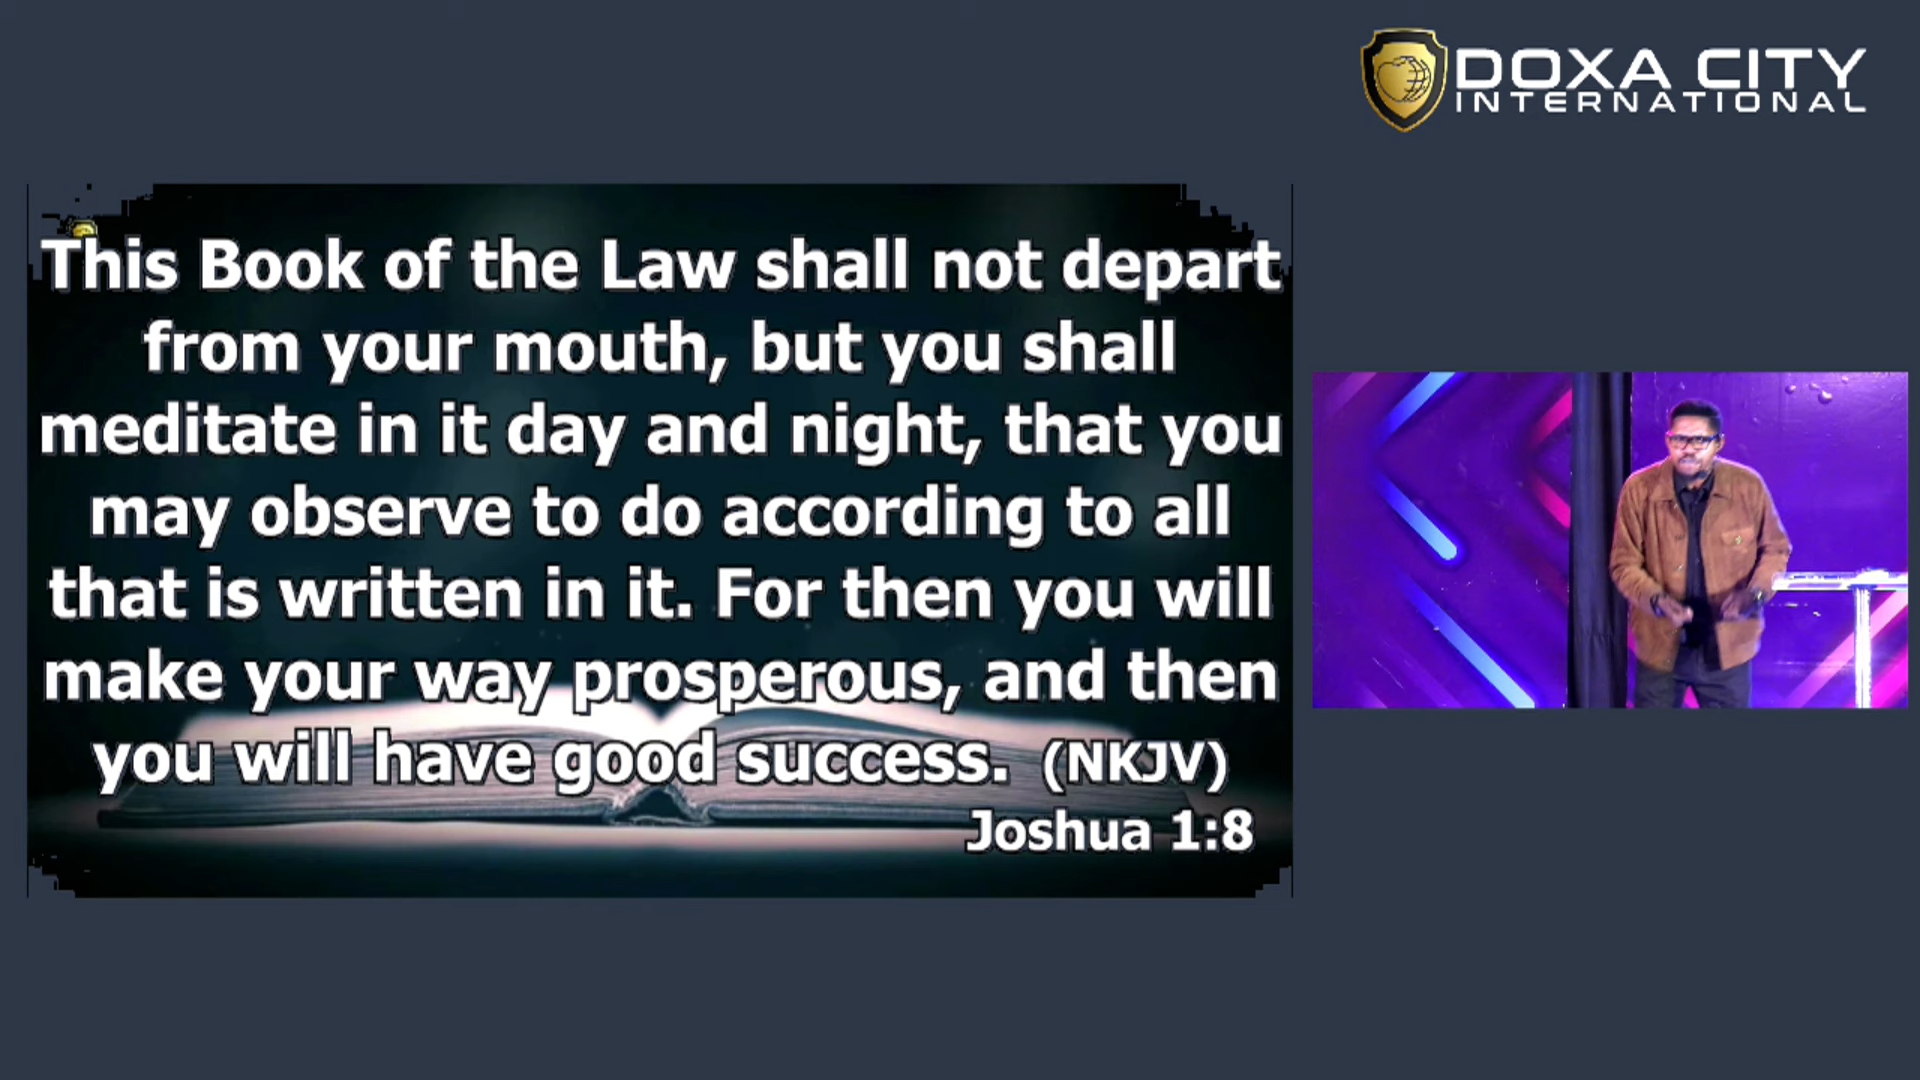 DOXA CITY
INTERNATIONAL
This Book of the Law shall not depart
from your mouth, but you shall
meditate in it day and night, that you
may observe to do according to all
that is written in it. For then you will
make your way prosperous, and then
you will have good success. (NKJV)
Joshua 1:8